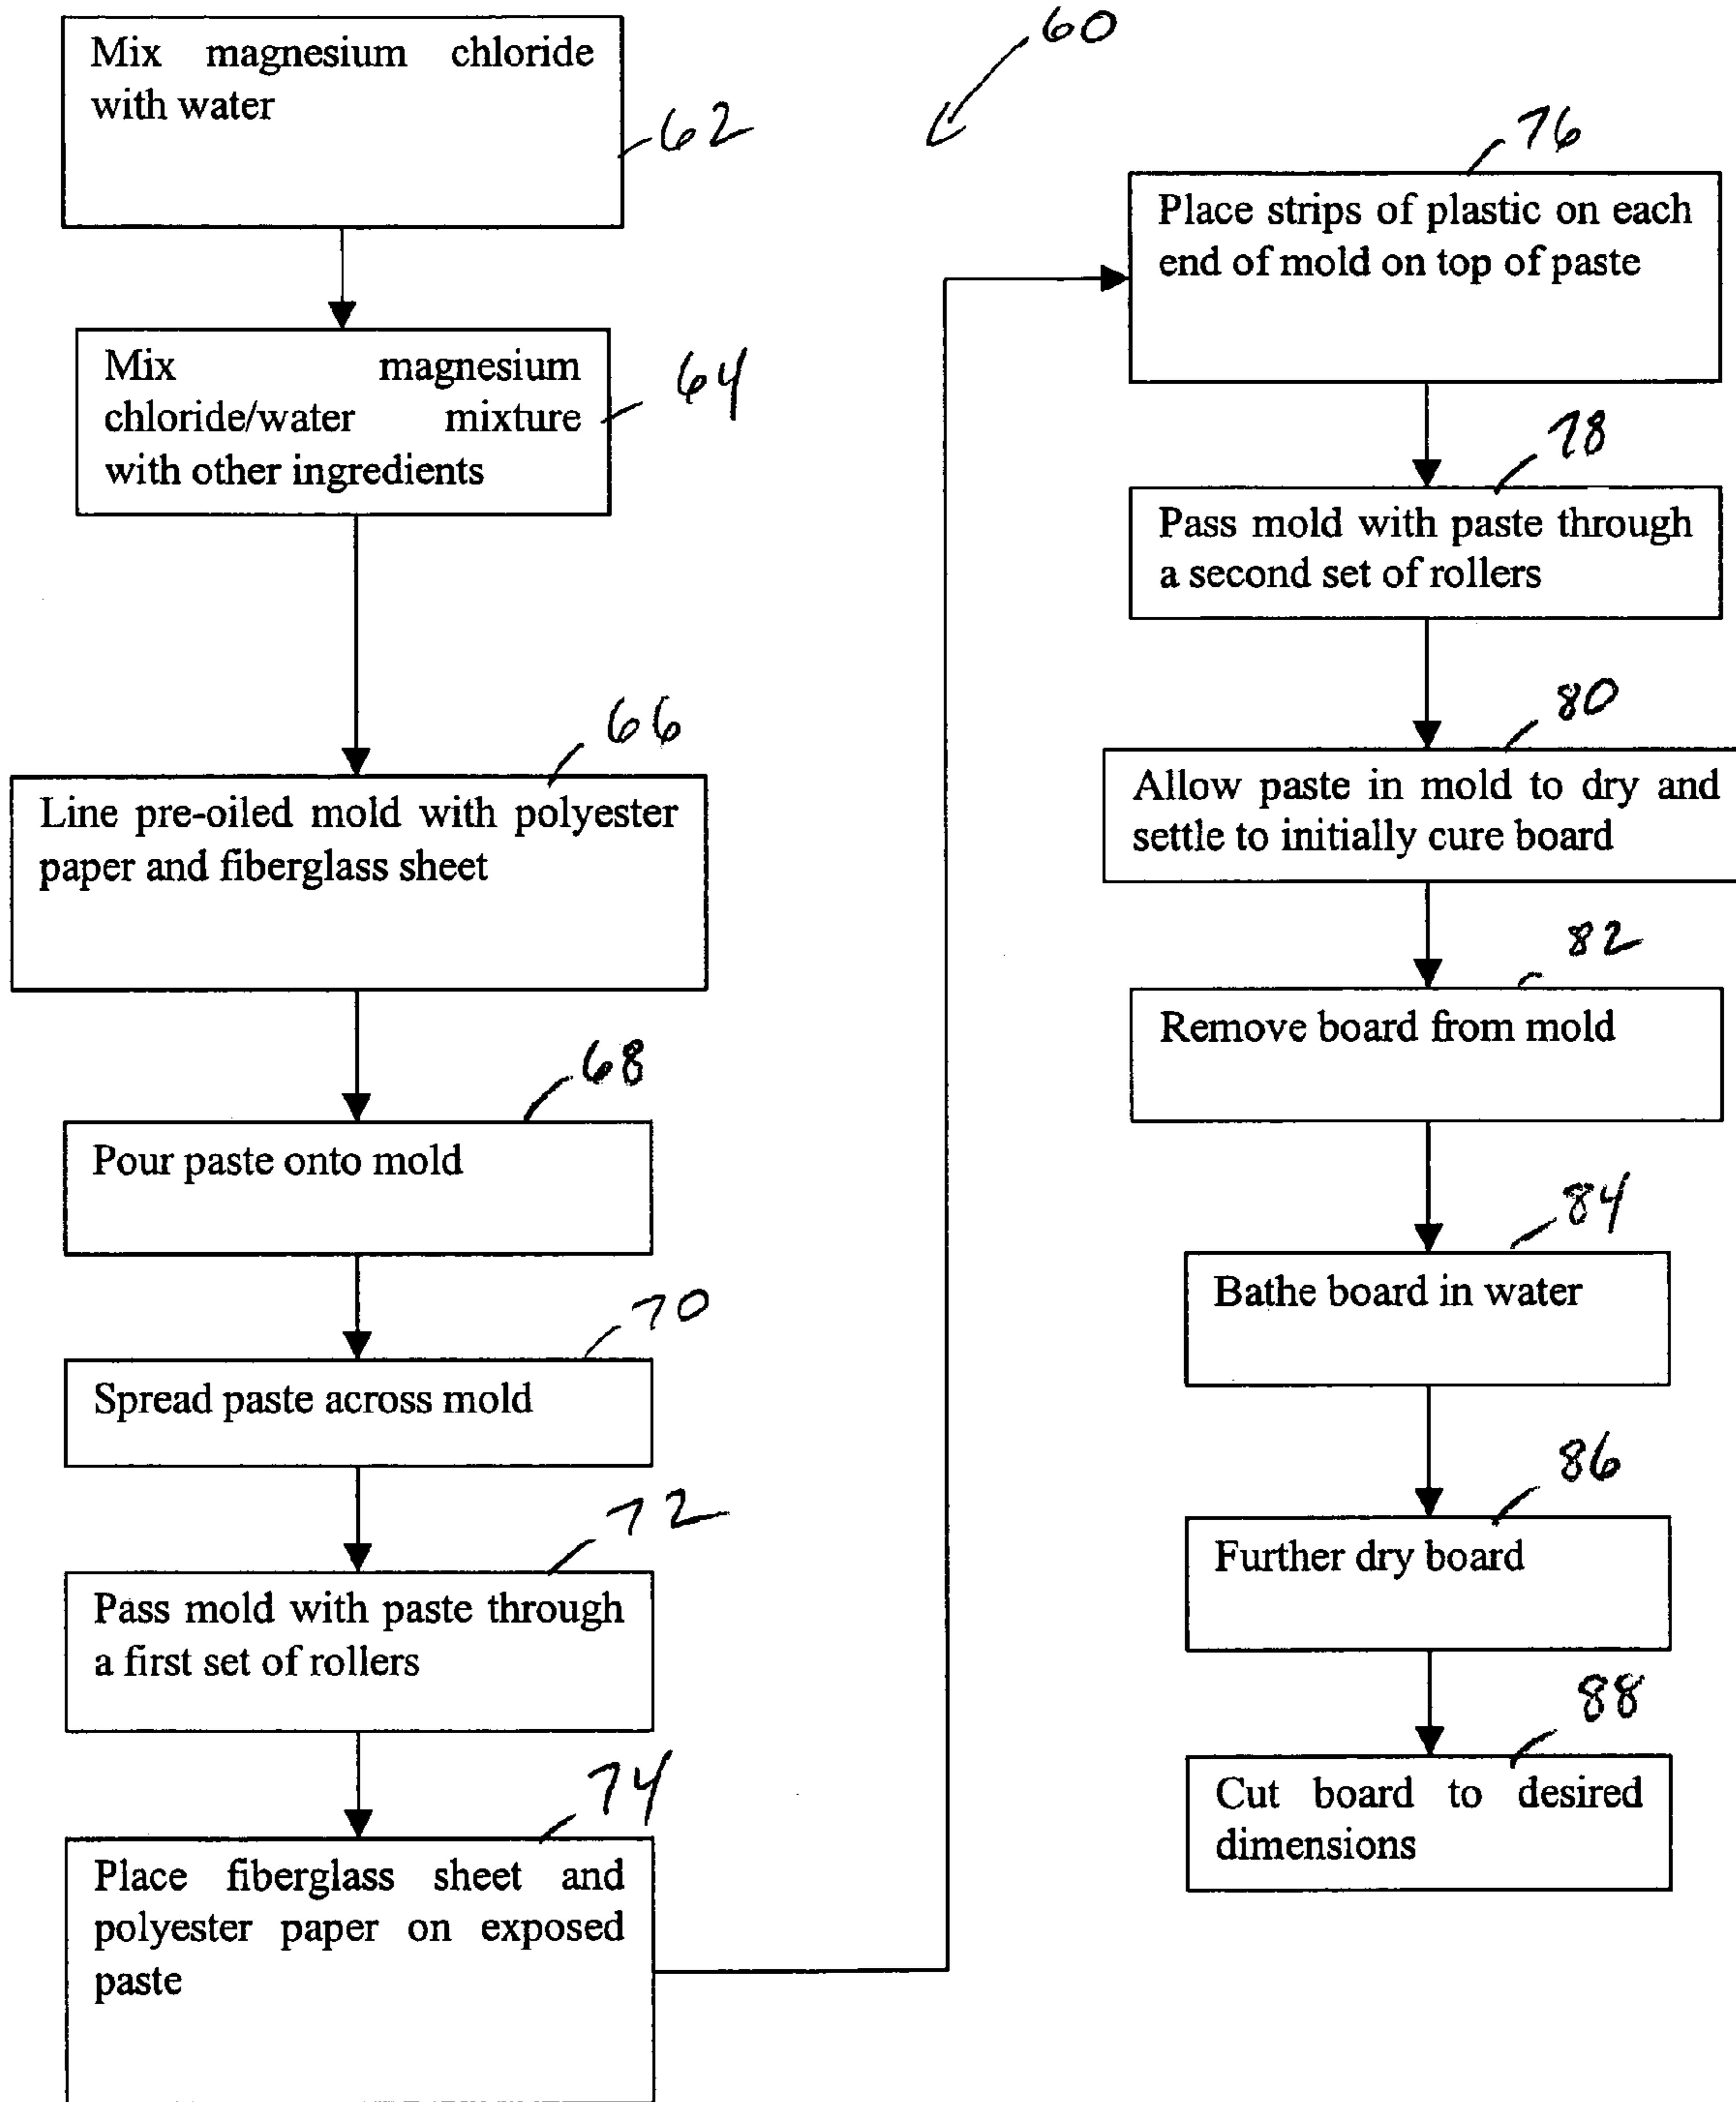 Mix magnesium chloride
with water
62
60
Mix magnesium
chloride/water mixture
with other ingredients
64
66
Line pre-oiled mold with polyester
paper and fiberglass sheet
68
Pour paste onto mold
70
Spread paste across mold
72
Pass mold with paste through
a first set of rollers
74
Place fiberglass sheet and
polyester paper on exposed
paste
76
Place strips of plastic on each
end of mold on top of paste
78
Pass mold with paste through
a second set of rollers
80
Allow paste in mold to dry and
settle to initially cure board
82
Remove board from mold
84
Bathe board in water
86
Further dry board
88
Cut board to desired
dimensions